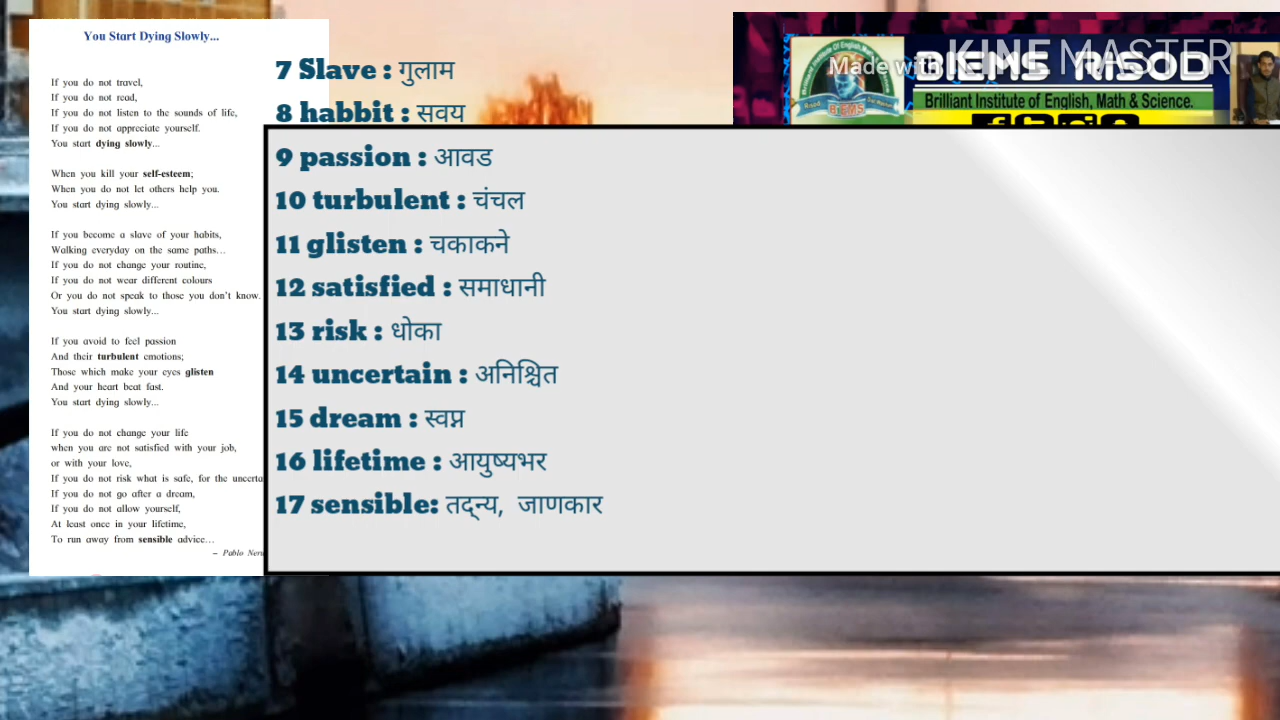 You Start Dying Slowly...
If you do not travel,
If you do not read,
If you do not listen to the sounds of life,
If you do not appreciate yourself.
You start dying slowly...
When you kill your self-esteem;
When you do not let others help you.
You start dying slowly...
If you become a slave of your habits,
Walking everyday on the same paths...
If you do not change your routine,
If you do not wear different colours
Or you do not speak to those you don't know.
You start dying slowly...
If you avoid to feel passion
And their turbulent emotions;
Those which make your eyes glisten
And your heart beat fast.
You start dying slowly...
If you do not change your life
when you are not satisfied with your job,
or with your love,
If you do not risk what is safe, for the uncerta
If you do not go after a dream,
If you do not allow yourself,
At least once in your lifetime,
To run away from sensible advice...
– Pablo Neru
7 Slave : गुलाम
8 habbit : सवय
9 passion : आवड
10 turbulent : चंचल
11 glisten : चकाकने
12 satisfied : समाधानी
13 risk : धोका
14 uncertain : अनिश्चित
15 dream : स्वप्न
16 lifetime : आयुष्यभर
17 sensible: तद्न्य, जाणकार
Made with KINEMASTER
BIEMS RISOD
Brilliant Institute of English, Math & Science.
BIEMS